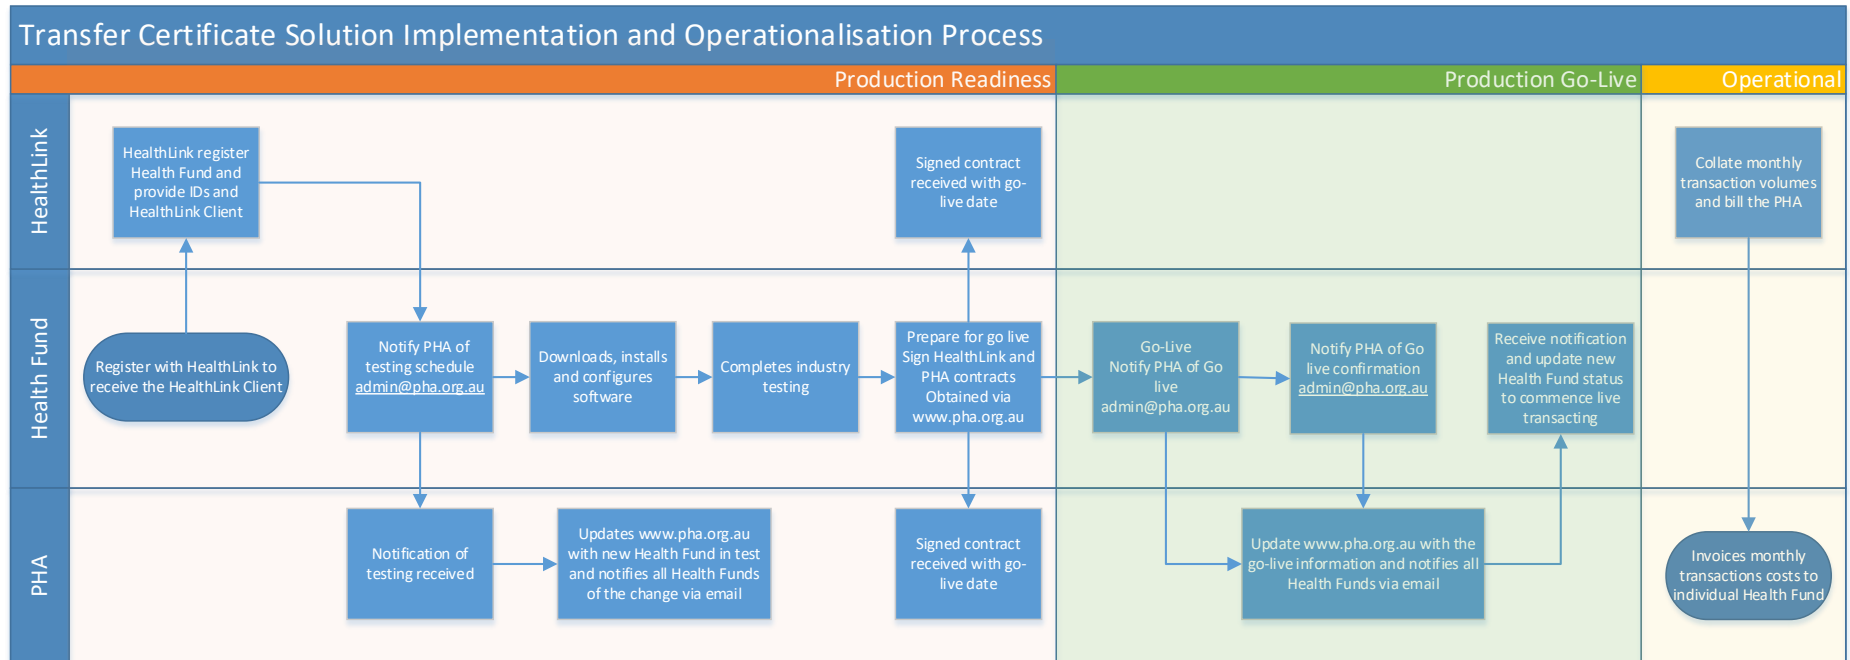 Transfer Certificate Solution Implementation and Operationalisation Process
Production Readiness
Production Go-Live
Operational
HealthLink
HealthLink register
Health Fund and
provide IDs and
HealthLink Client
Signed contract
received with go-
live date
Collate monthly
transaction volumes
and bill the PHA
Health Fund
Register with HealthLink to
receive the HealthLink Client
Notify PHA of
testing schedule
admin@pha.org.au
Downloads, installs
and configures
software
Completes industry
testing
Prepare for go live
Sign HealthLink and
PHA contracts
Obtained via
www.pha.org.au
Go-Live
Notify PHA of Go
live
admin@pha.org.au
Notify PHA of Go
live confirmation
admin@pha.org.au
Receive notification
and update new
Health Fund status
to commence live
transacting
PHA
Notification of
testing received
Updates www.pha.org.au
with new Health Fund in test
and notifies all Health Funds
of the change via email
Signed contract
received with go-
live date
Update www.pha.org.au with the
go-live information and notifies all
Health Funds via email
Invoices monthly
transactions costs to
individual Health Fund